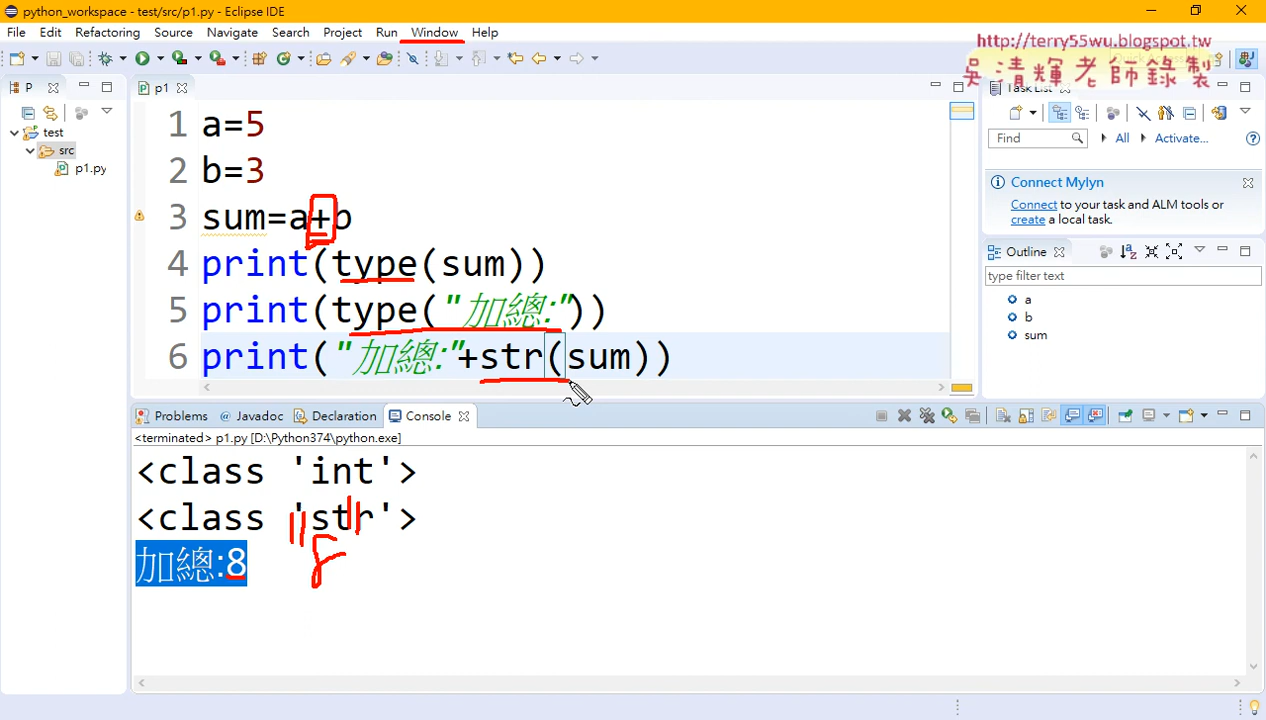 python_workspace - test/src/p1.py - Eclipse IDE
File Edit Refactoring Source Navigate Search Project Run Window Help
http://terry55wu.blogspot.tw
吳清輝老師錄製
P
test
src
p1.py
p1
1 a=5
2 b=3
3 sum=a+b
4 print(type(sum))
5 print(type("加總:"))
6 print("加總:"+str(sum))
Task List
Find All Activate...
Connect Mylyn
Connect to your task and ALM tools or
create a local task.
Outline
type filter text
a
b
sum
Problems @ Javadoc Declaration Console
<terminated> p1.py [D:\Python374\python.exe]
<class 'int'>
<class 'str'>
加總:8